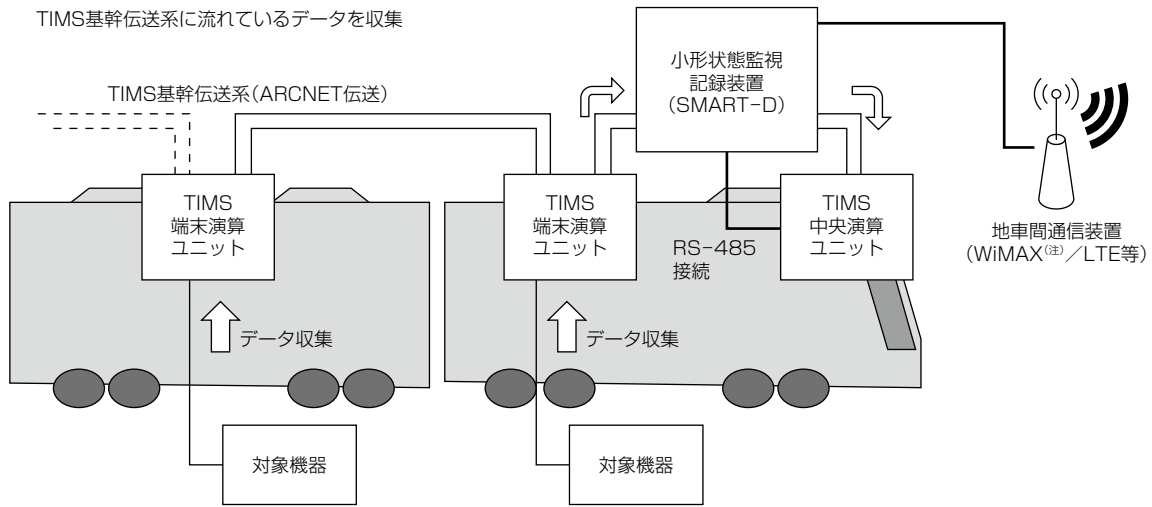 TIMS基幹伝送系に流れているデータを収集
TIMS基幹伝送系(ARCNET伝送)
小形状態監視
記録装置
(SMART-D)
TIMS
端末演算
ユニット
TIMS
端末演算
ユニット
TIMS
中央演算
ユニット
RS-485
接続
地車間通信装置
(WiMAX(注)/LTE等)
データ収集
データ収集
対象機器
対象機器